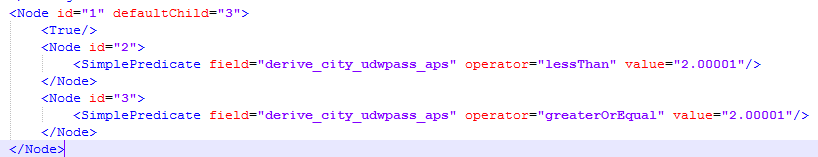 <Node id="1" defaultChild="3">
<True/>
<Node id="2">
<SimplePredicate field="derive_city_udwpass_aps" operator="lessThan" value="2.00001"/>
</Node>
<Node id="3">
<SimplePredicate field="derive_city_udwpass_aps" operator="greaterOrEqual" value="2.00001"/>
</Node>
</Node>